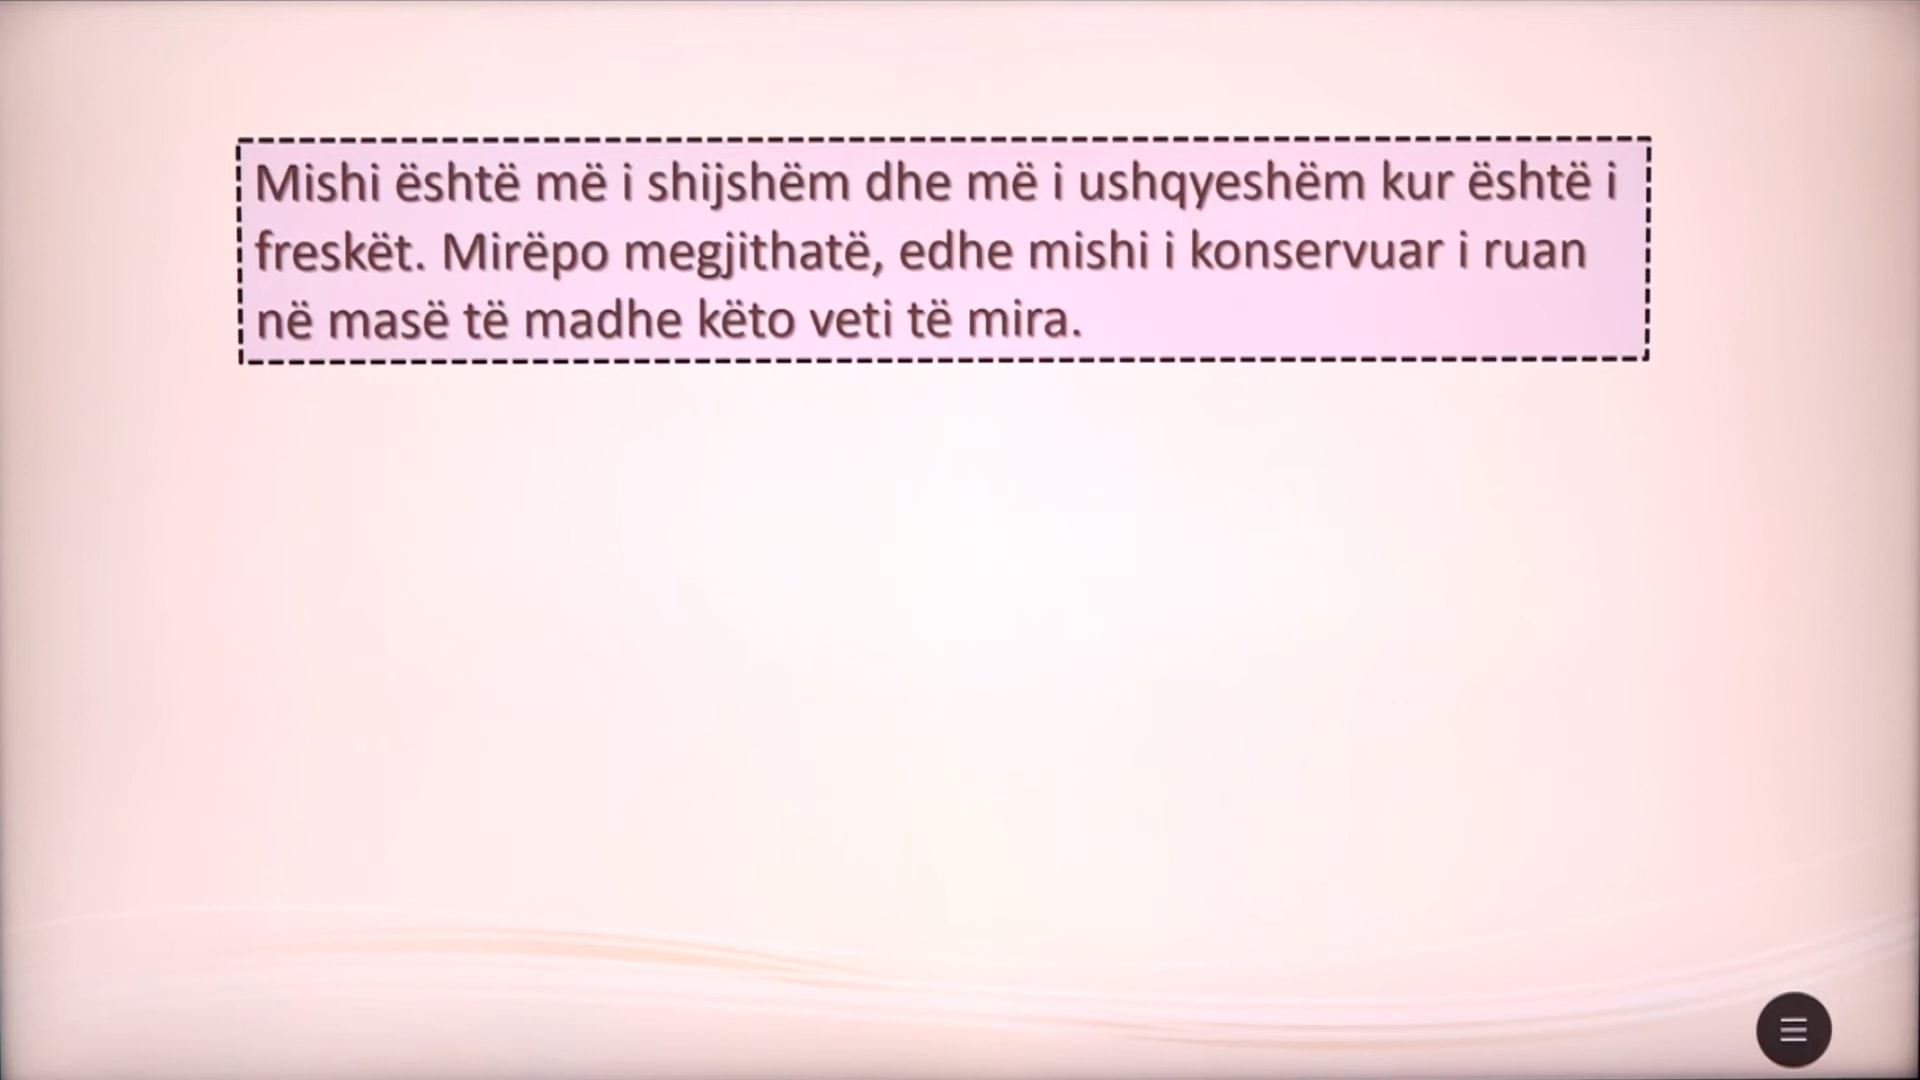 Mishi është më i shijshëm dhe më i ushqyeshëm kur është i
freskët. Mirëpo megjithatë, edhe mishi i konservuar i ruan
në masë të madhe këto veti të mira.